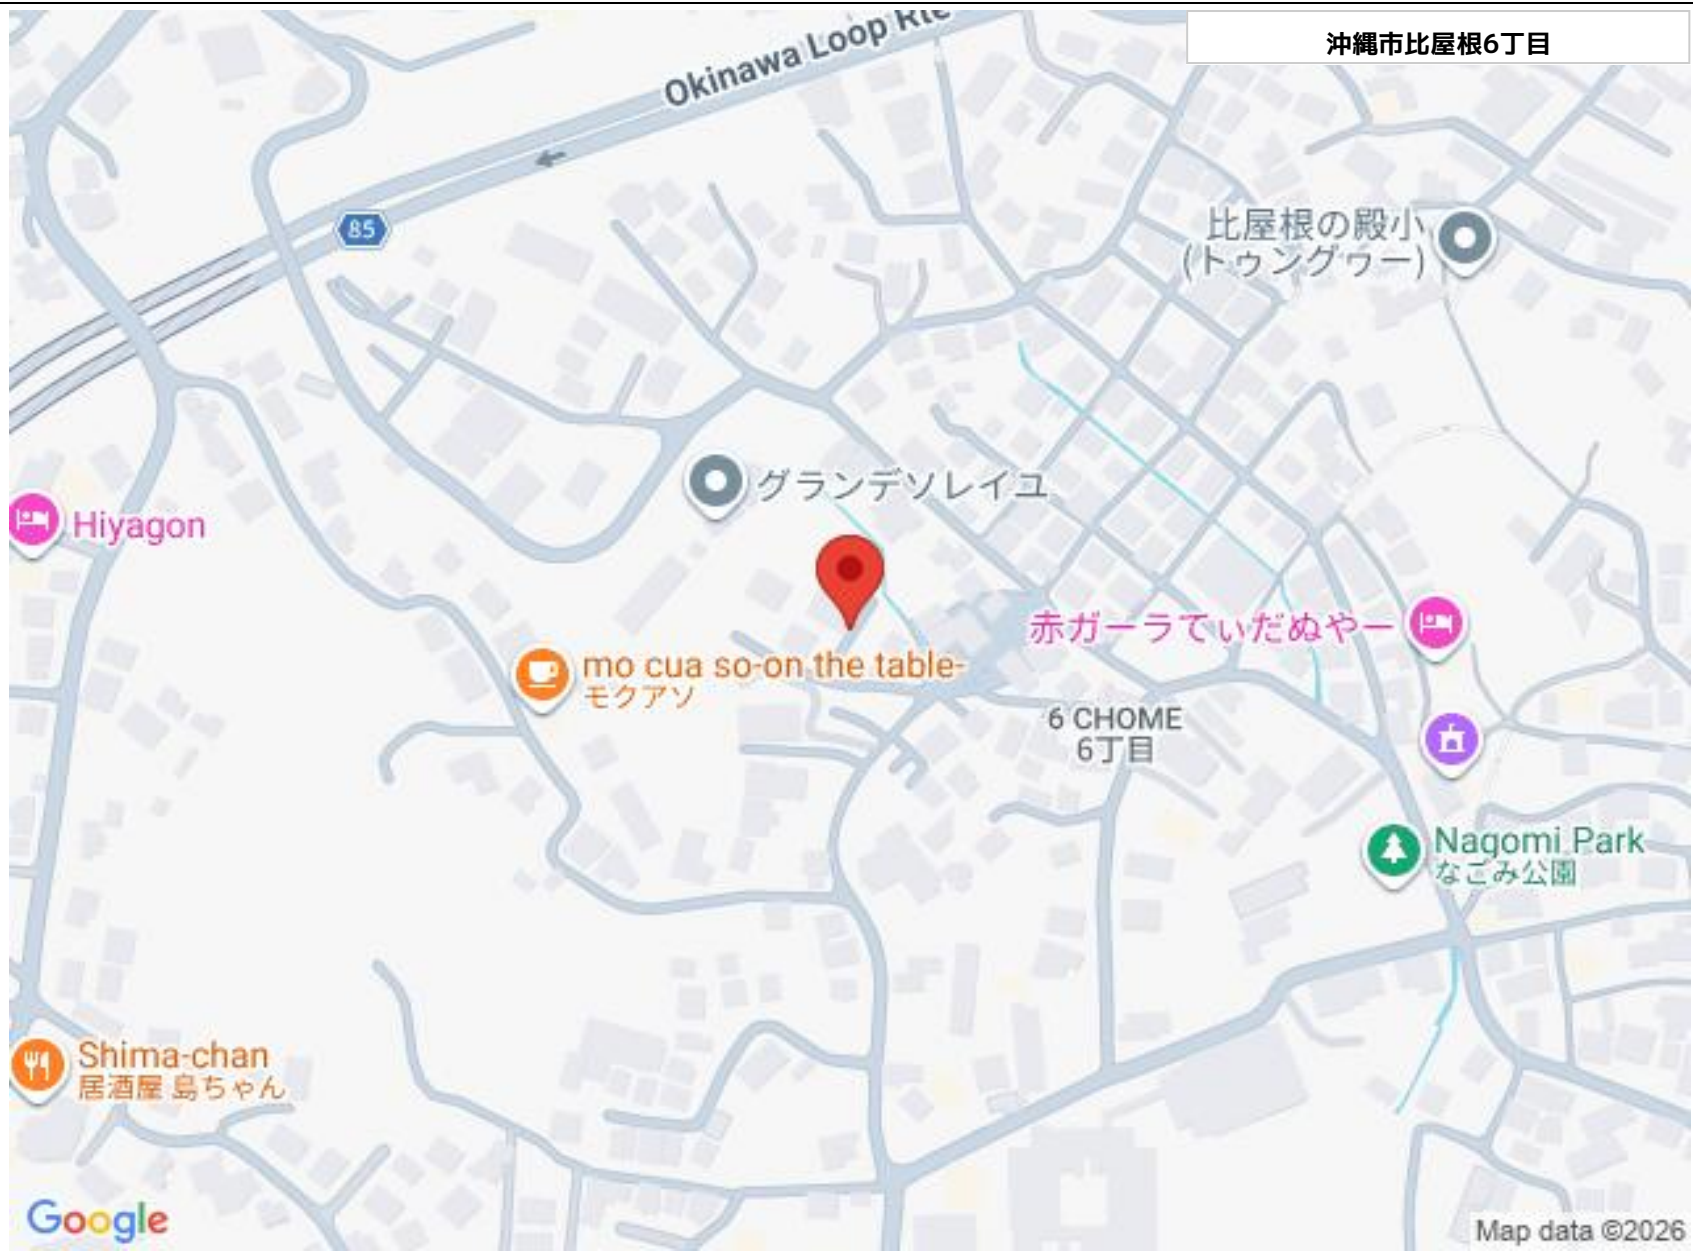 沖縄市比屋根6丁目
Okinawa Loop Rte
85
比屋根の殿小
(トゥングヮー)
グランデソレイユ
Hiyagon
赤ガーラてぃだぬやー
mo cua so-on the table-
モクアソ
6 CHOME
6丁目
Nagomi Park
なごみ公園
Shima-chan
居酒屋 島ちゃん
Google
Map data ©2026